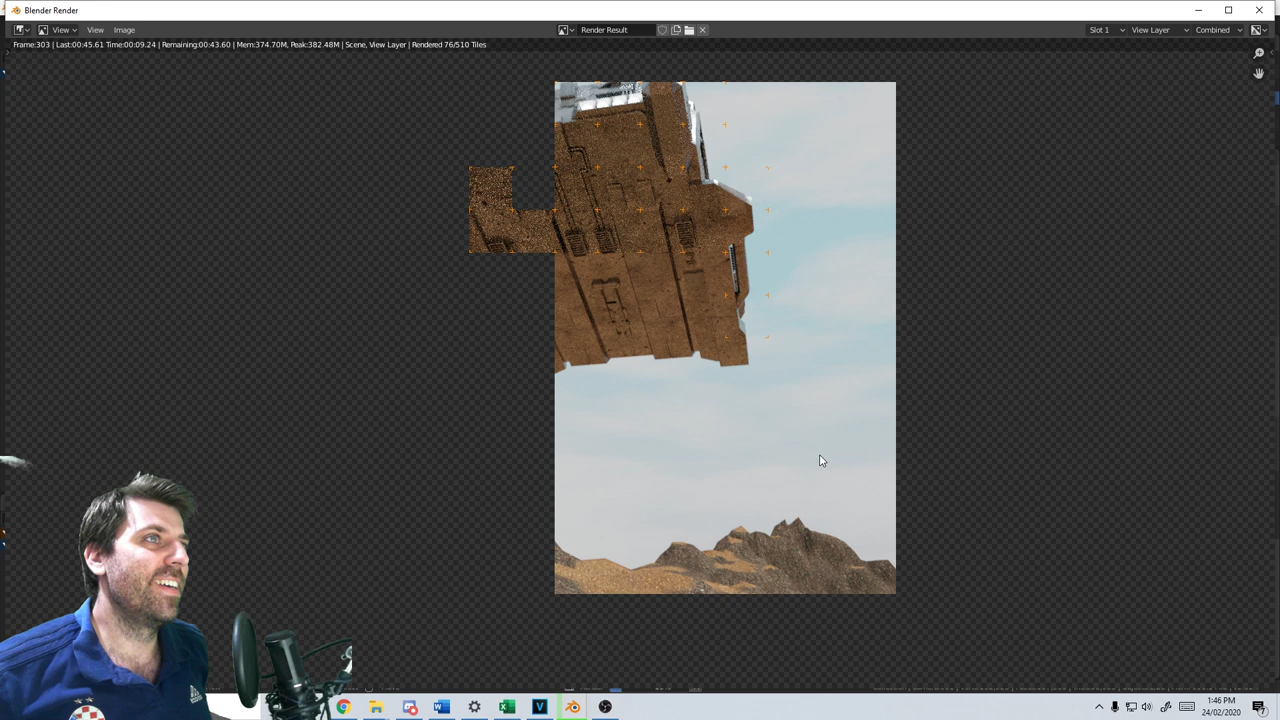 Blender Render
View View Image Render Result Slot 1 View Layer Combined
Frame:303 | Last:00:45.61 Time:00:09.24 | Remaining:00:43.60 | Mem:374.70M, Peak:382.48M | Scene, View Layer | Rendered 76/510 Tiles
adidas
1:46 PM
24/02/2020